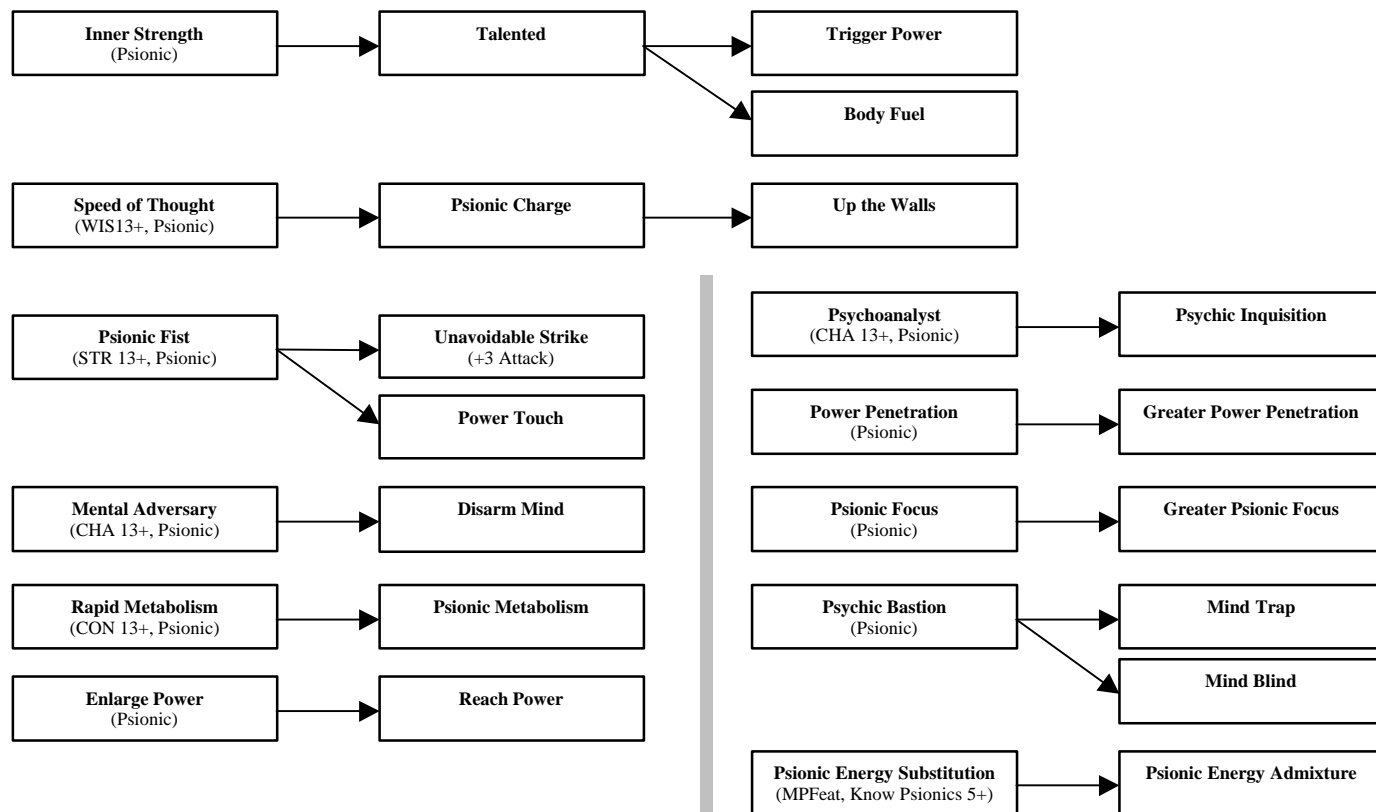 Inner Strength
(Psionic)
Talented
Trigger Power
Body Fuel
Speed of Thought
(WIS13+, Psionic)
Psionic Charge
Up the Walls
Psionic Fist
(STR 13+, Psionic)
Unavoidable Strike
(+3 Attack)
Power Touch
Mental Adversary
(CHA 13+, Psionic)
Disarm Mind
Rapid Metabolism
(CON 13+, Psionic)
Psionic Metabolism
Enlarge Power
(Psionic)
Reach Power
Psychoanalyst
(CHA 13+, Psionic)
Psychic Inquisition
Power Penetration
(Psionic)
Greater Power Penetration
Psionic Focus
(Psionic)
Greater Psionic Focus
Psychic Bastion
(Psionic)
Mind Trap
Mind Blind
Psionic Energy Substitution
(MPFeat, Know Psionics 5+)
Psionic Energy Admixture